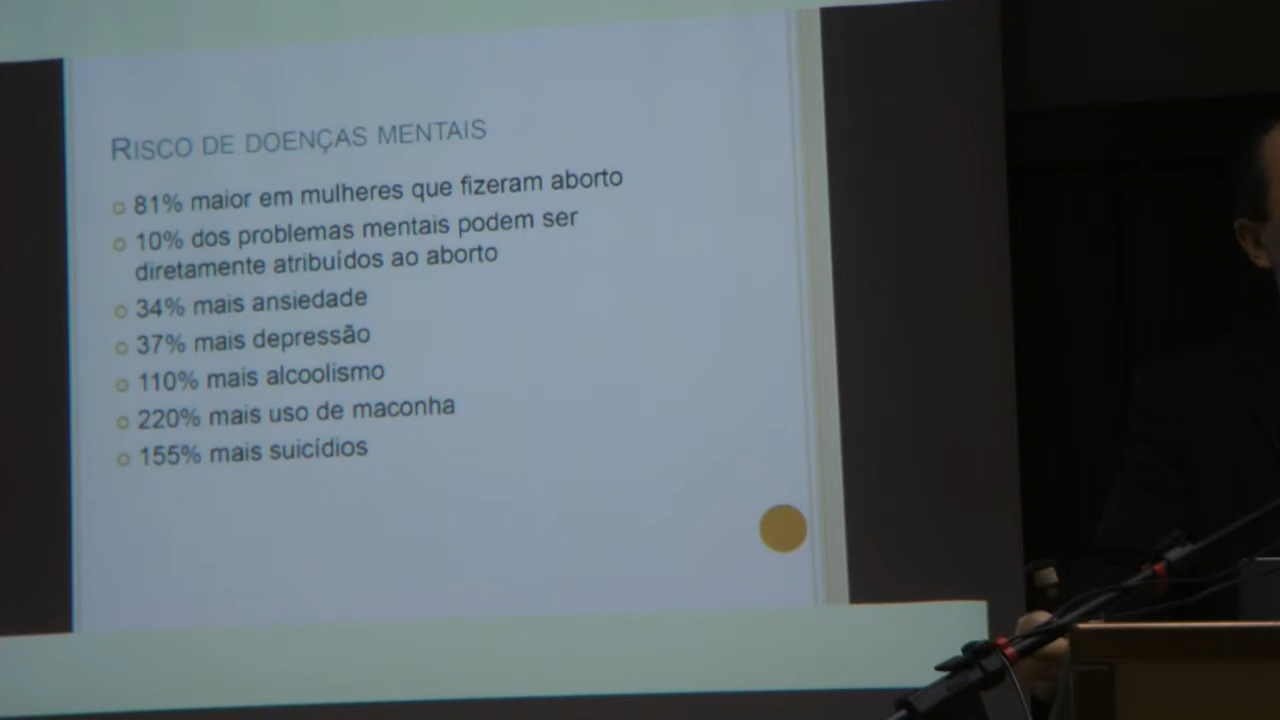 RISCO DE DOENÇAS MENTAIS
81% maior em mulheres que fizeram aborto
10% dos problemas mentais podem ser
diretamente atribuídos ao aborto
34% mais ansiedade
37% mais depressão
110% mais alcoolismo
220% mais uso de maconha
155% mais suicídios